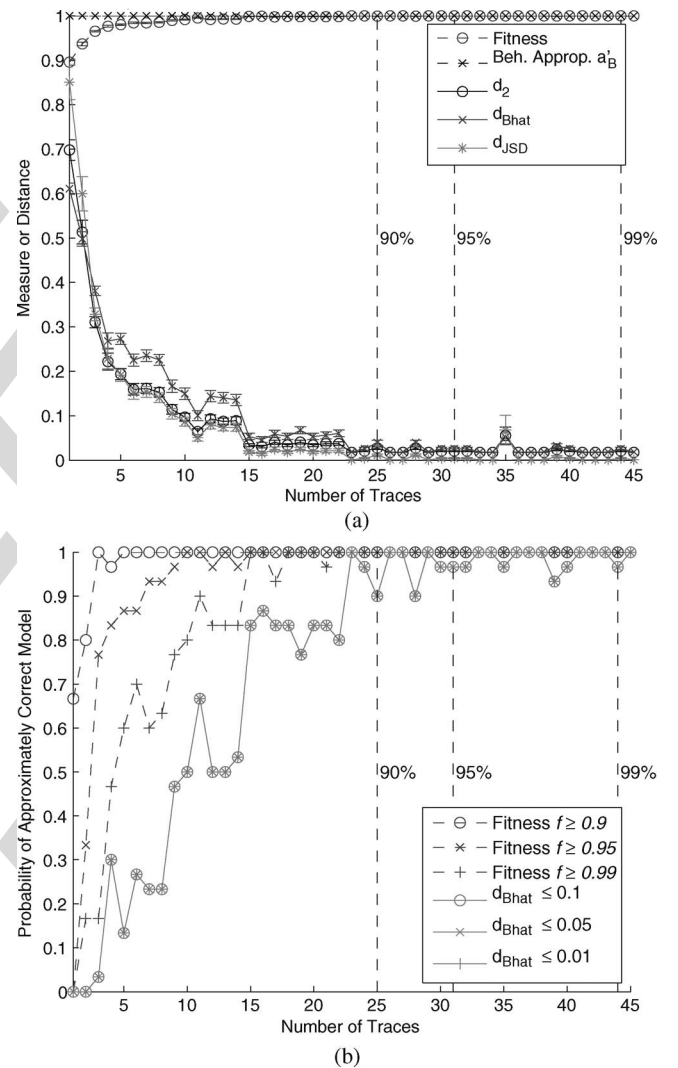 1
0.9
0.8
0.7
0.6
0.5
0.4
0.3
0.2
0.1
0
Measure or Distance
Fitness
Beh. Approp. a'B
d2
dBhat
dJSD
90%
95%
99%
5
10
15
20
25
30
35
40
45
Number of Traces
(a)
1
0.9
0.8
0.7
0.6
0.5
0.4
0.3
0.2
0.1
0
Probability of Approximately Correct Model
90%
95%
99%
Fitness f ≥ 0.9
Fitness f ≥ 0.95
Fitness f ≥ 0.99
dBhat ≤ 0.1
dBhat ≤ 0.05
dBhat ≤ 0.01
5
10
15
20
25
30
35
40
45
Number of Traces
(b)